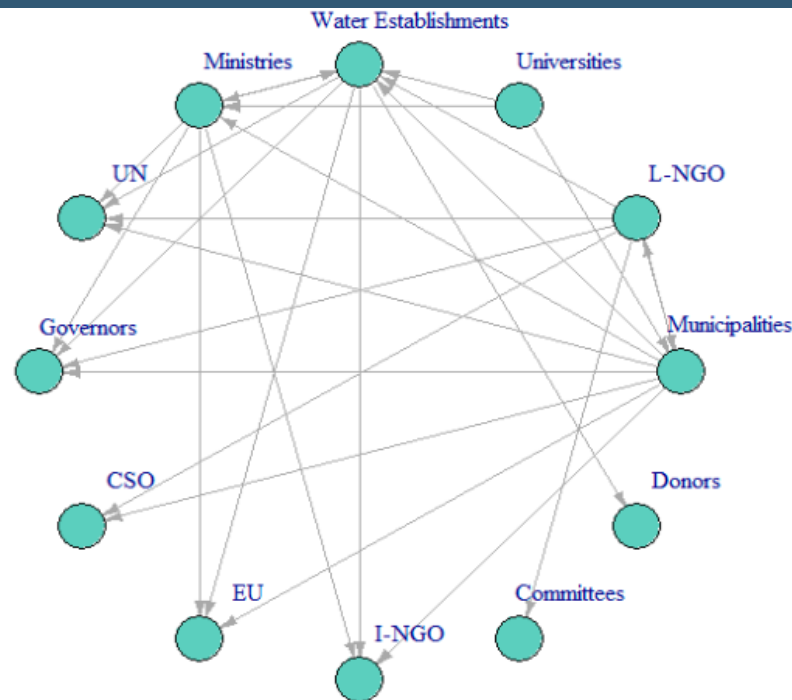 Water Establishments
Ministries
Universities
UN
L-NGO
Governors
Municipalities
CSO
Donors
EU
Committees
I-NGO